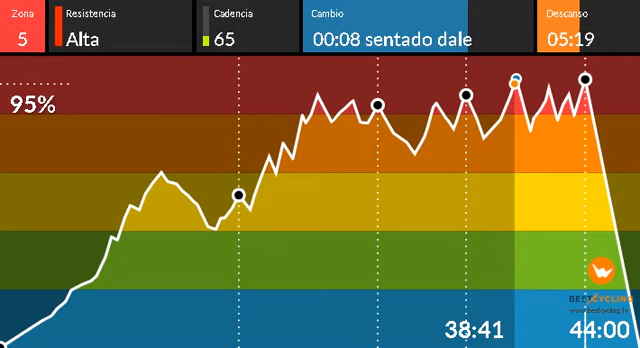 Zona
5
Resistencia
Alta
Cadencia
65
Cambio
00:08 sentado dale
Descanso
05:19
95%
BESTCYCLING
www.bestcycling.tv
38:41
44:00